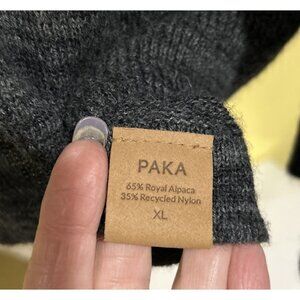 PAKA
65% Royal Alpaca
35% Recycled Nylon
XL